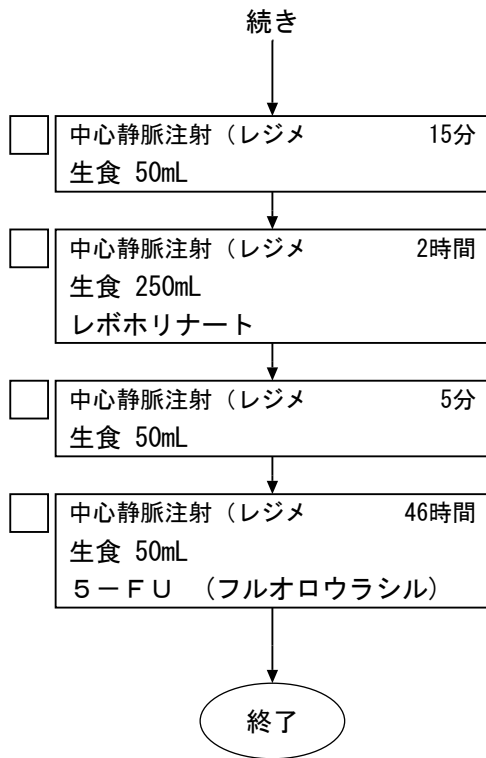 続き
中心静脈注射（レジメ 15分
生食 50mL
中心静脈注射（レジメ 2時間
生食 250mL
レボホリナート
中心静脈注射（レジメ 5分
生食 50mL
中心静脈注射（レジメ 46時間
生食 50mL
５－ＦＵ （フルオロウラシル）
終了